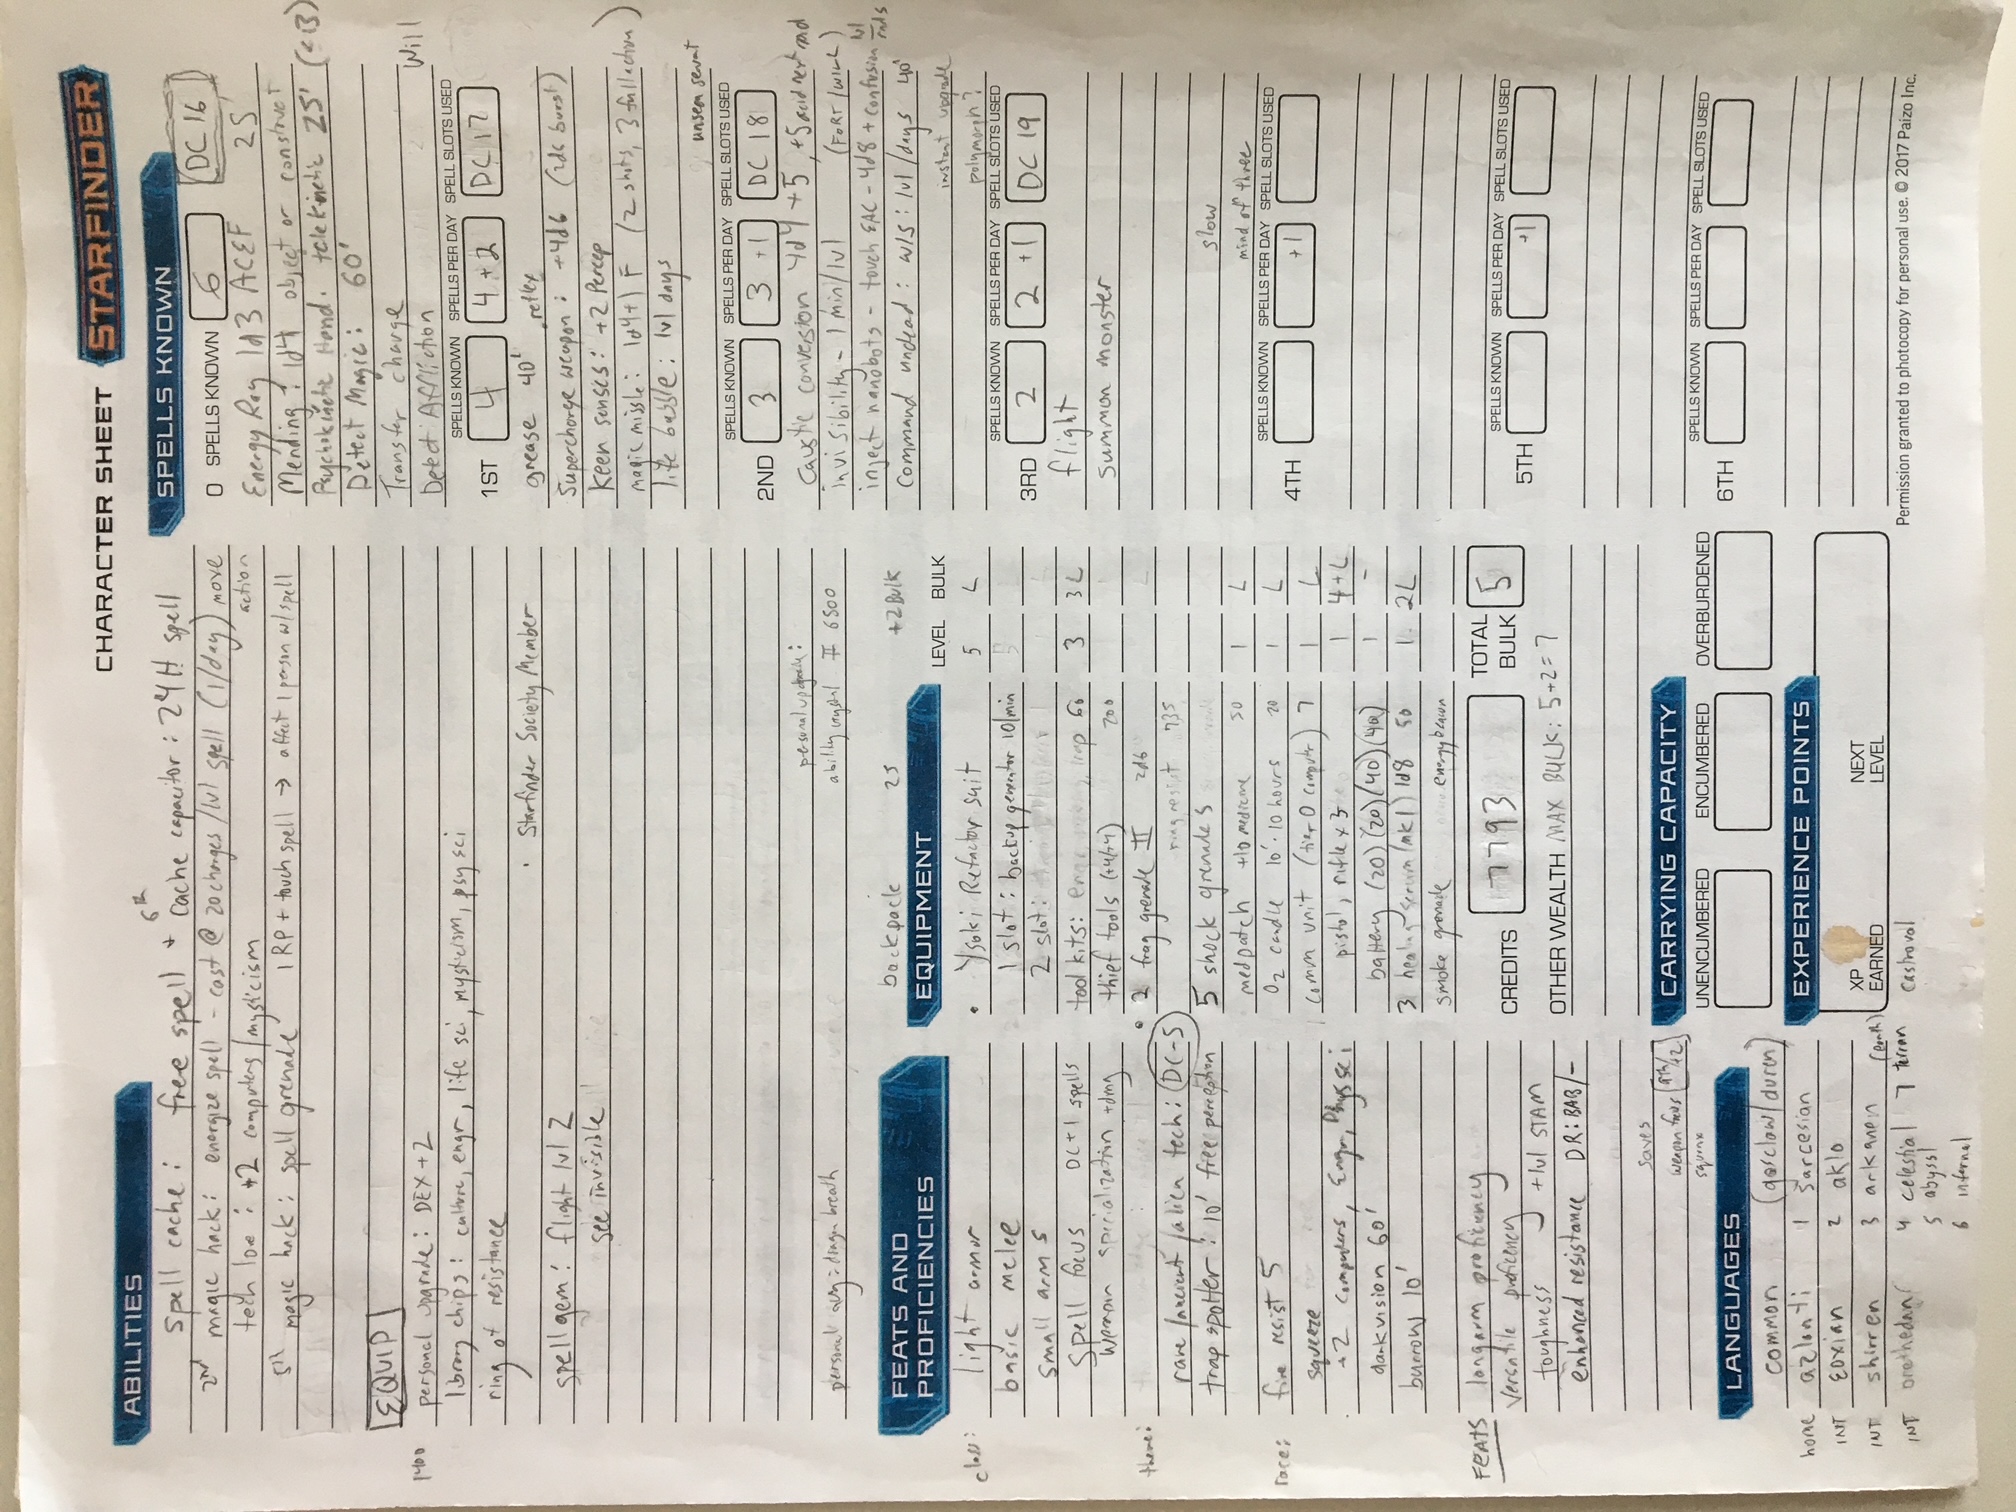 CHARACTER SHEET STARFINDER
ABILITIES
spell cache: free spell + 6th cache capacitor: 24H spell
2nd magic hack: energize spell - cost @ 20 charges/lvl spell (1/day) move action
tech lore: +2 computers/mysticism
5th magic hack: spell grenade 1 RP + touch spell → affect 1 person w/spell
EQUIP
1400 personal upgrade: DEX +2
library chips: culture, engr, life sci, mysticism, psy sci
ring of resistance
· Starfinder Society Member
spell gem: flight lvl 2
see invisible
personal upgrade:
personal aug: dragon breath
ability crystal II 6500
FEATS AND PROFICIENCIES
class: light armor
basic melee
small arms
spell focus DC+1 spells
weapon specialization +dmg
theme:
rare/ancient/alien tech: DC-5
trap spotter: 10' free perception
race: fire resist 5
squeeze
+2 computers, Engr, Phys sci
darkvision 60'
burrow 10'
FEATS longarm proficiency
versatile proficiency
toughness +lvl STAM
enhanced resistance DR: BAB/-
saves
weapon focus 9th/+2
LANGUAGES
common (gosclaw/duren)
home azlanti 1 sarcesian
INT eoxian 2 aklo
INT shirren 3 arkanen
INT orethedani 4 celestial 7 terran (earth)
5 abyssl
6 infernal
backpack 25 +2 Bulk
EQUIPMENT LEVEL BULK
· Ysoki Refractor suit 5 L
1 slot: backup generator 10/min
2 slot:
tool kits: engr, trap 60 3 3L
thief tools (+4/+4) 200
· 2 frag grenade II 2d6
ring resist 735
5 shock grenades
medpatch +10 medicine 50 1 L
O2 candle 10' · 10 hours 20 1 L
comm unit (tier 0 computer) 7 1 L
pistol, rifle x 3 1 4+L
battery (20) (20) (40) (40) 1 -
3 healing serum (mk1) 1d8 50 1 2L
smoke grenade energy beacon
CREDITS 7793 TOTAL BULK 5
OTHER WEALTH MAX BULK: 5+2=7
CARRYING CAPACITY
UNENCUMBERED ENCUMBERED OVERBURDENED
EXPERIENCE POINTS
XP EARNED NEXT LEVEL
castroval
SPELLS KNOWN
0 SPELLS KNOWN 6 DC 16
Energy Ray 1d3 ACEF 25'
Mending: 1d4 object or construct
Psychokinetic Hand. telekinetic 25' (<B)
Detect Magic: 60'
Transfer charge
Detect Affliction Will
SPELLS KNOWN SPELLS PER DAY SPELL SLOTS USED
1ST 4 4+2 DC 17
grease 40' reflex
Supercharge weapon: +4d6 (2d6 burst)
keen senses: +2 Percep
magic missle: 1d4+1 F (2 shots, 3 full action)
life bubble: lvl days
unseen servat
SPELLS KNOWN SPELLS PER DAY SPELL SLOTS USED
2ND 3 3 +1 DC 18
Caustic conversion 4d4 +5, +5 acid next rnd
invisibility - 1 min/lvl (FORT/WILL)
inject nanobots - touch EAC - 4d8 + confusion lvl rnds
Command undead: w/s: lvl/days 40'
instant upgrade
polymorph?
SPELLS KNOWN SPELLS PER DAY SPELL SLOTS USED
3RD 2 2 +1 DC 19
flight
summon monster
slow
mind of three
SPELLS KNOWN SPELLS PER DAY SPELL SLOTS USED
4TH +1
SPELLS KNOWN SPELLS PER DAY SPELL SLOTS USED
5TH +1
SPELLS KNOWN SPELLS PER DAY SPELL SLOTS USED
6TH
Permission granted to photocopy for personal use. © 2017 Paizo Inc.